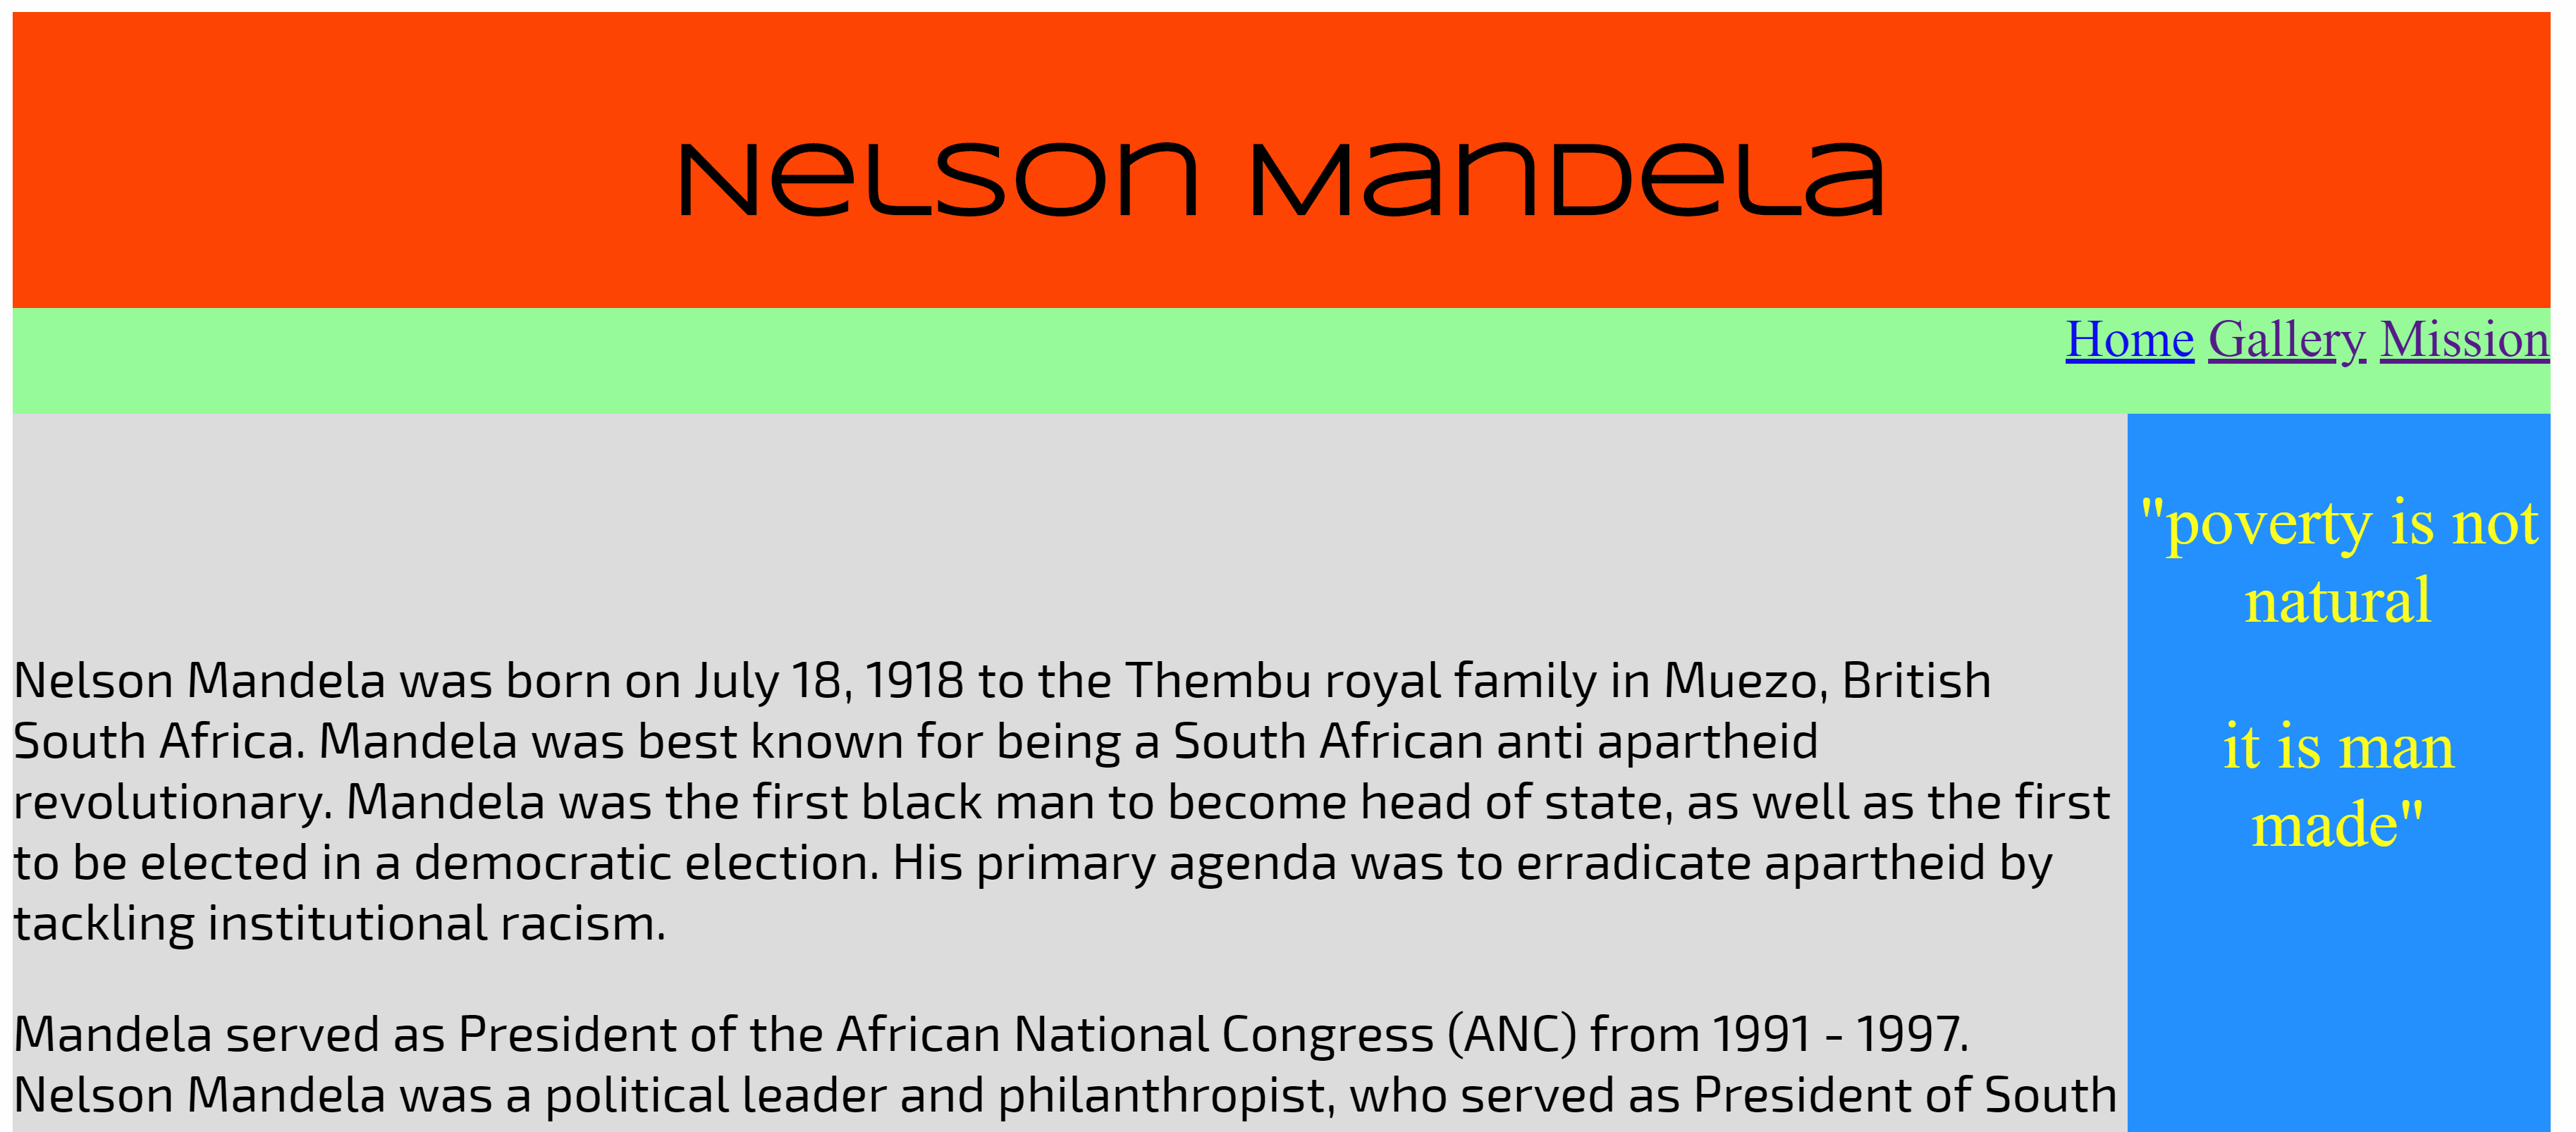 Nelson Mandela
Home Gallery Mission
Nelson Mandela was born on July 18, 1918 to the Thembu royal family in Muezo, British
South Africa. Mandela was best known for being a South African anti apartheid
revolutionary. Mandela was the first black man to become head of state, as well as the first
to be elected in a democratic election. His primary agenda was to erradicate apartheid by
tackling institutional racism.
Mandela served as President of the African National Congress (ANC) from 1991 - 1997.
Nelson Mandela was a political leader and philanthropist, who served as President of South
"poverty is not
natural
it is man
made"